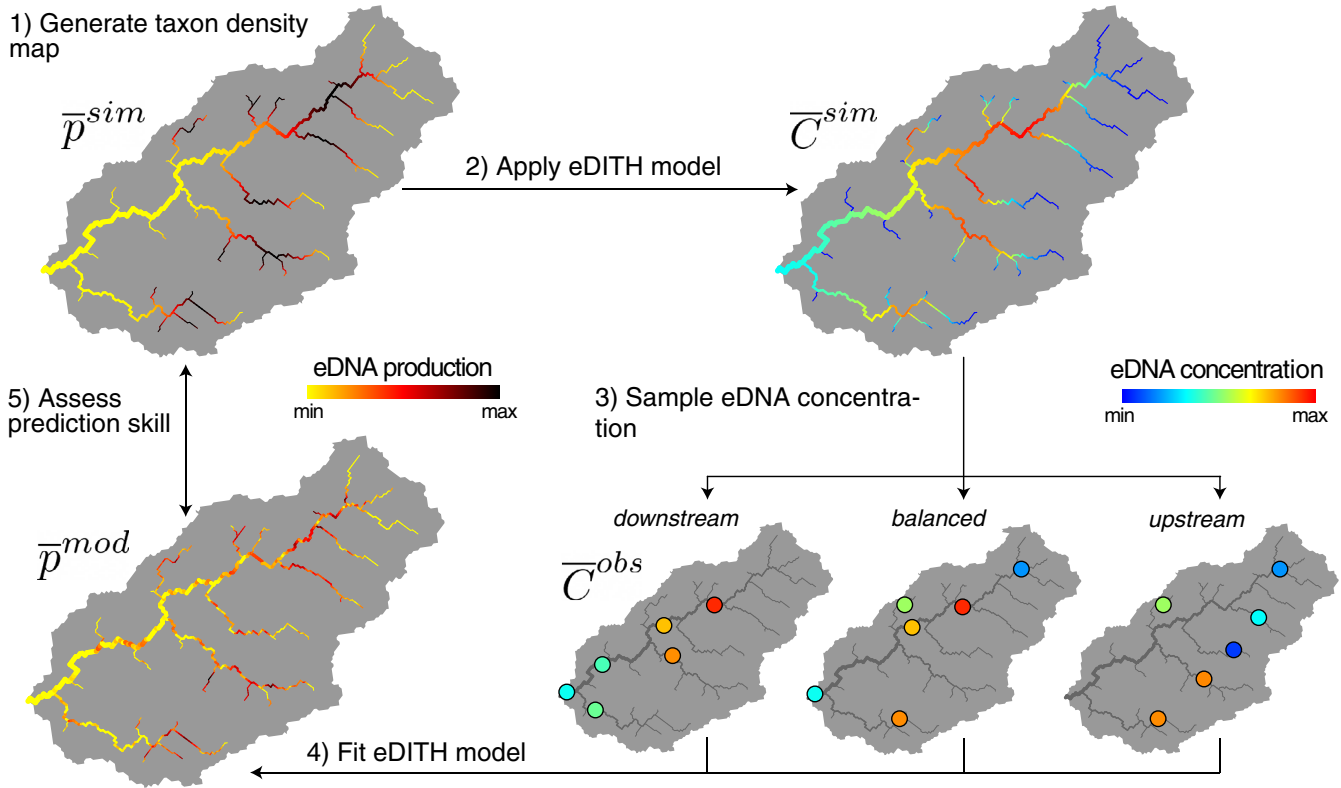 1) Generate taxon density
map
p̅^sim
2) Apply eDITH model
C̅^sim
eDNA production
min max
5) Assess
prediction skill
3) Sample eDNA concentra-
tion
eDNA concentration
min max
downstream balanced upstream
p̅^mod
C̅^obs
4) Fit eDITH model